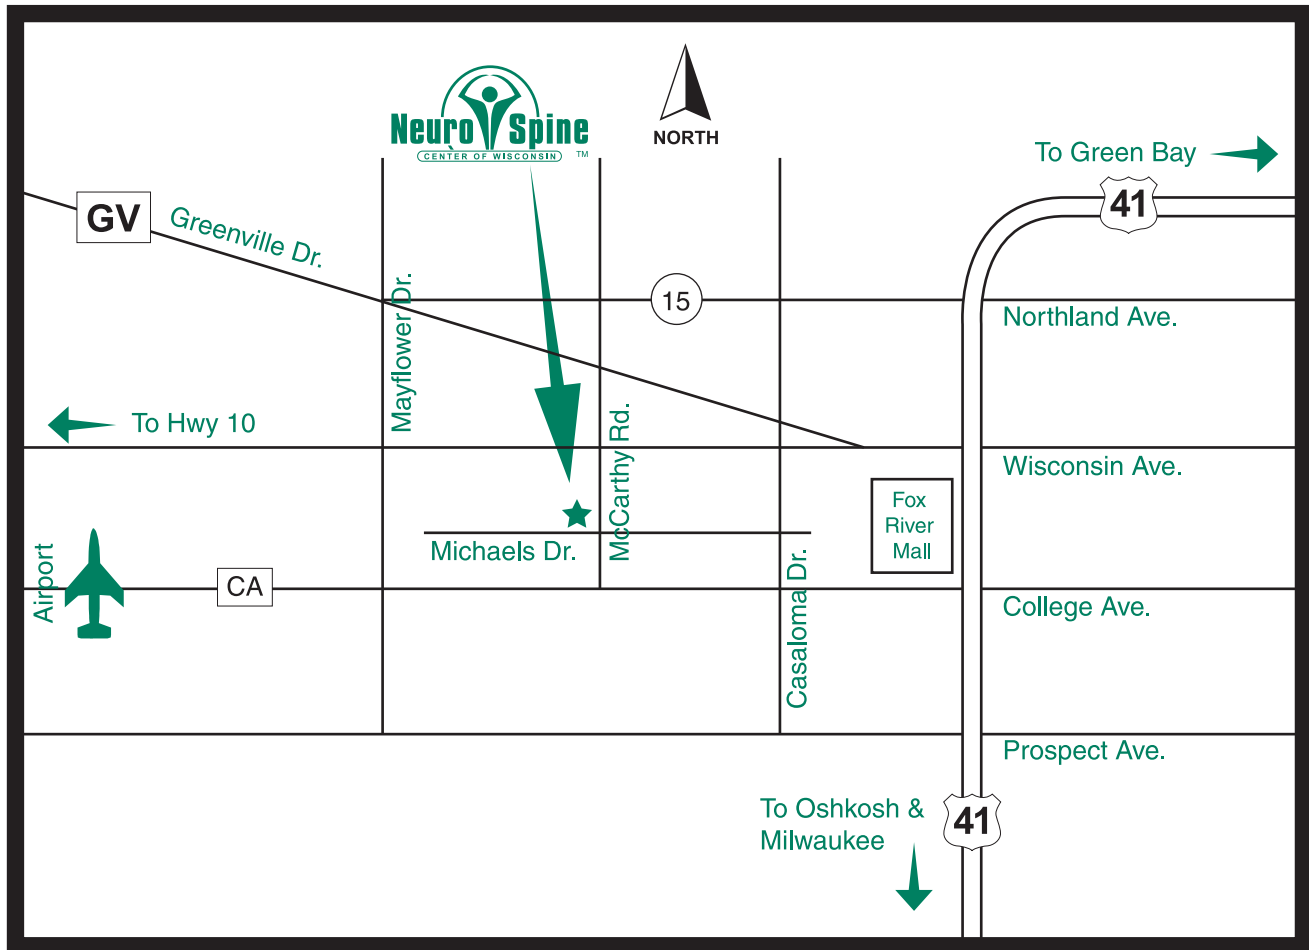 Neuro Spine
CENTER OF WISCONSIN TM
NORTH
To Green Bay
41
GV
Greenville Dr.
Mayflower Dr.
15
Northland Ave.
To Hwy 10
McCarthy Rd.
Wisconsin Ave.
Fox
River
Mall
Michaels Dr.
Airport
CA
Casaloma Dr.
College Ave.
Prospect Ave.
To Oshkosh &
Milwaukee
41